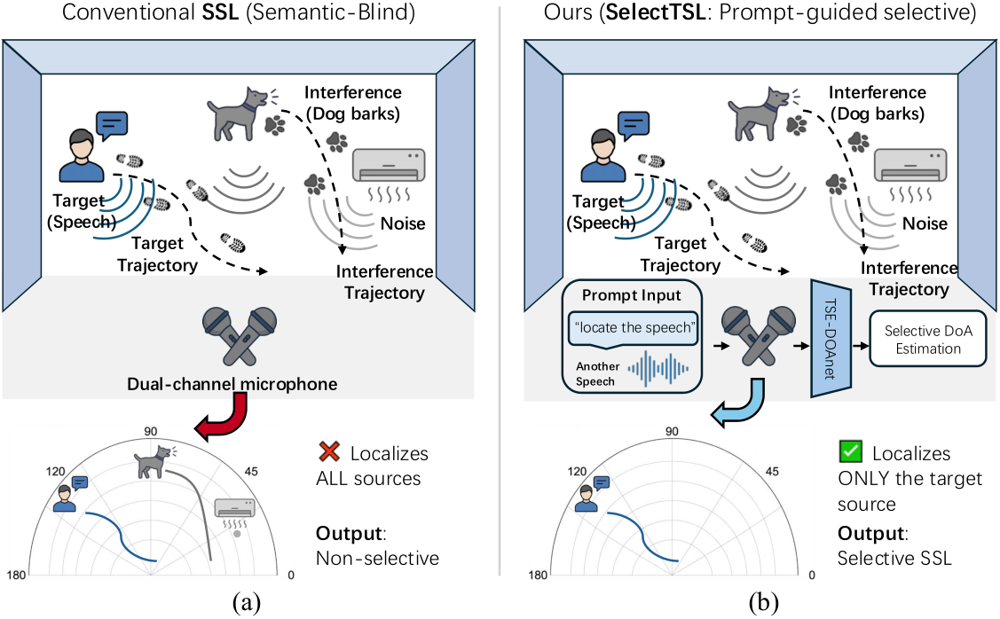 Conventional SSL (Semantic-Blind)
Interference
(Dog barks)
Target
(Speech)
Noise
Target
Trajectory
Interference
Trajectory
Dual-channel microphone
90
120
45
180
0
Localizes
ALL sources
Output:
Non-selective
(a)
Ours (SelectTSL: Prompt-guided selective)
Interference
(Dog barks)
Target
(Speech)
Noise
Target
Trajectory
Interference
Trajectory
Prompt Input
“locate the speech”
Another
Speech
TSE-DOAnet
Selective DoA
Estimation
90
120
45
180
0
Localizes
ONLY the target
source
Output:
Selective SSL
(b)